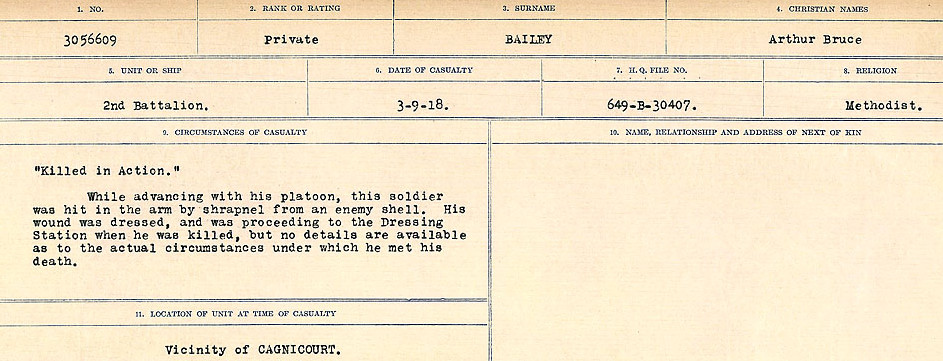 1. NO. 2. RANK OR RATING 3. SURNAME 4. CHRISTIAN NAMES
3056609 Private BAILEY Arthur Bruce
5. UNIT OR SHIP 6. DATE OF CASUALTY 7. H.Q. FILE NO. 8. RELIGION
2nd Battalion. 3-9-18. 649-B-30407. Methodist.
9. CIRCUMSTANCES OF CASUALTY
"Killed in Action."
While advancing with his platoon, this soldier
was hit in the arm by shrapnel from an enemy shell. His
wound was dressed, and was proceeding to the Dressing
Station when he was killed, but no details are available
as to the actual circumstances under which he met his
death.
10. NAME, RELATIONSHIP AND ADDRESS OF NEXT OF KIN
11. LOCATION OF UNIT AT TIME OF CASUALTY
Vicinity of CAGNICOURT.